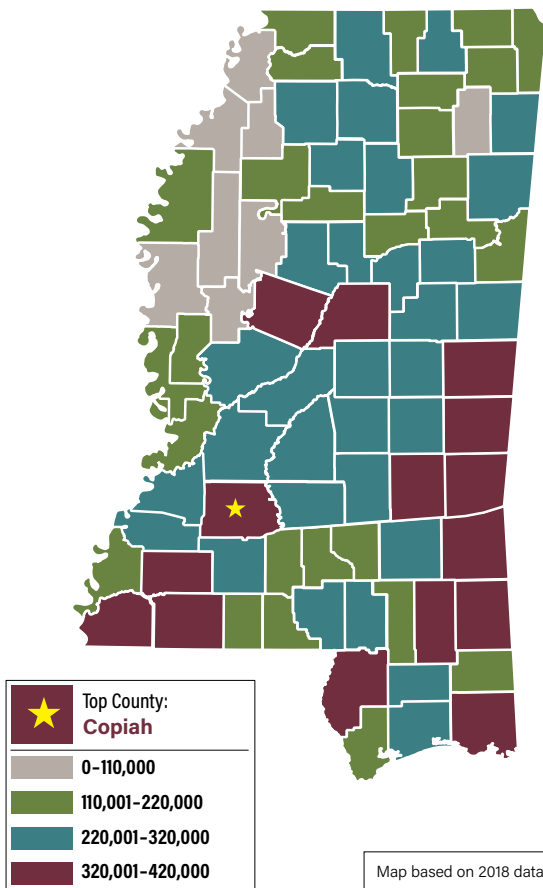 Top County:
Copiah
0–110,000
110,001–220,000
220,001–320,000
320,001–420,000
Map based on 2018 data